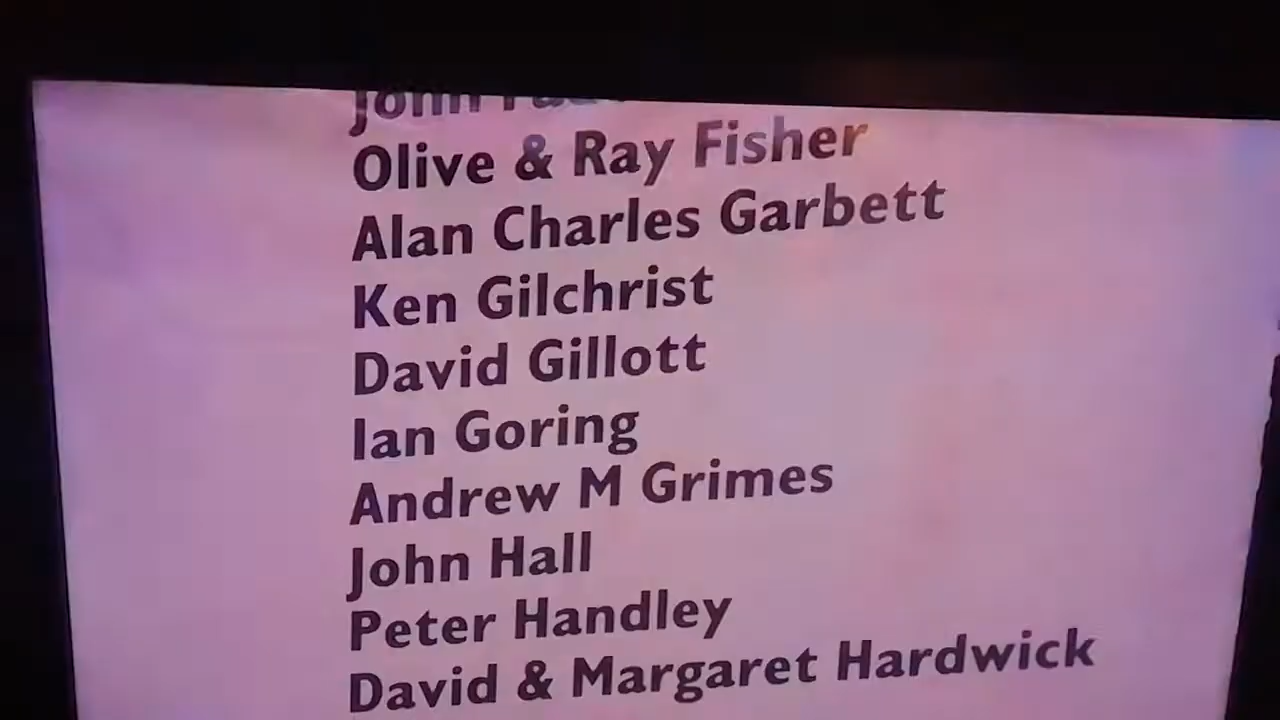 John
Olive & Ray Fisher
Alan Charles Garbett
Ken Gilchrist
David Gillott
Ian Goring
Andrew M Grimes
John Hall
Peter Handley
David & Margaret Hardwick